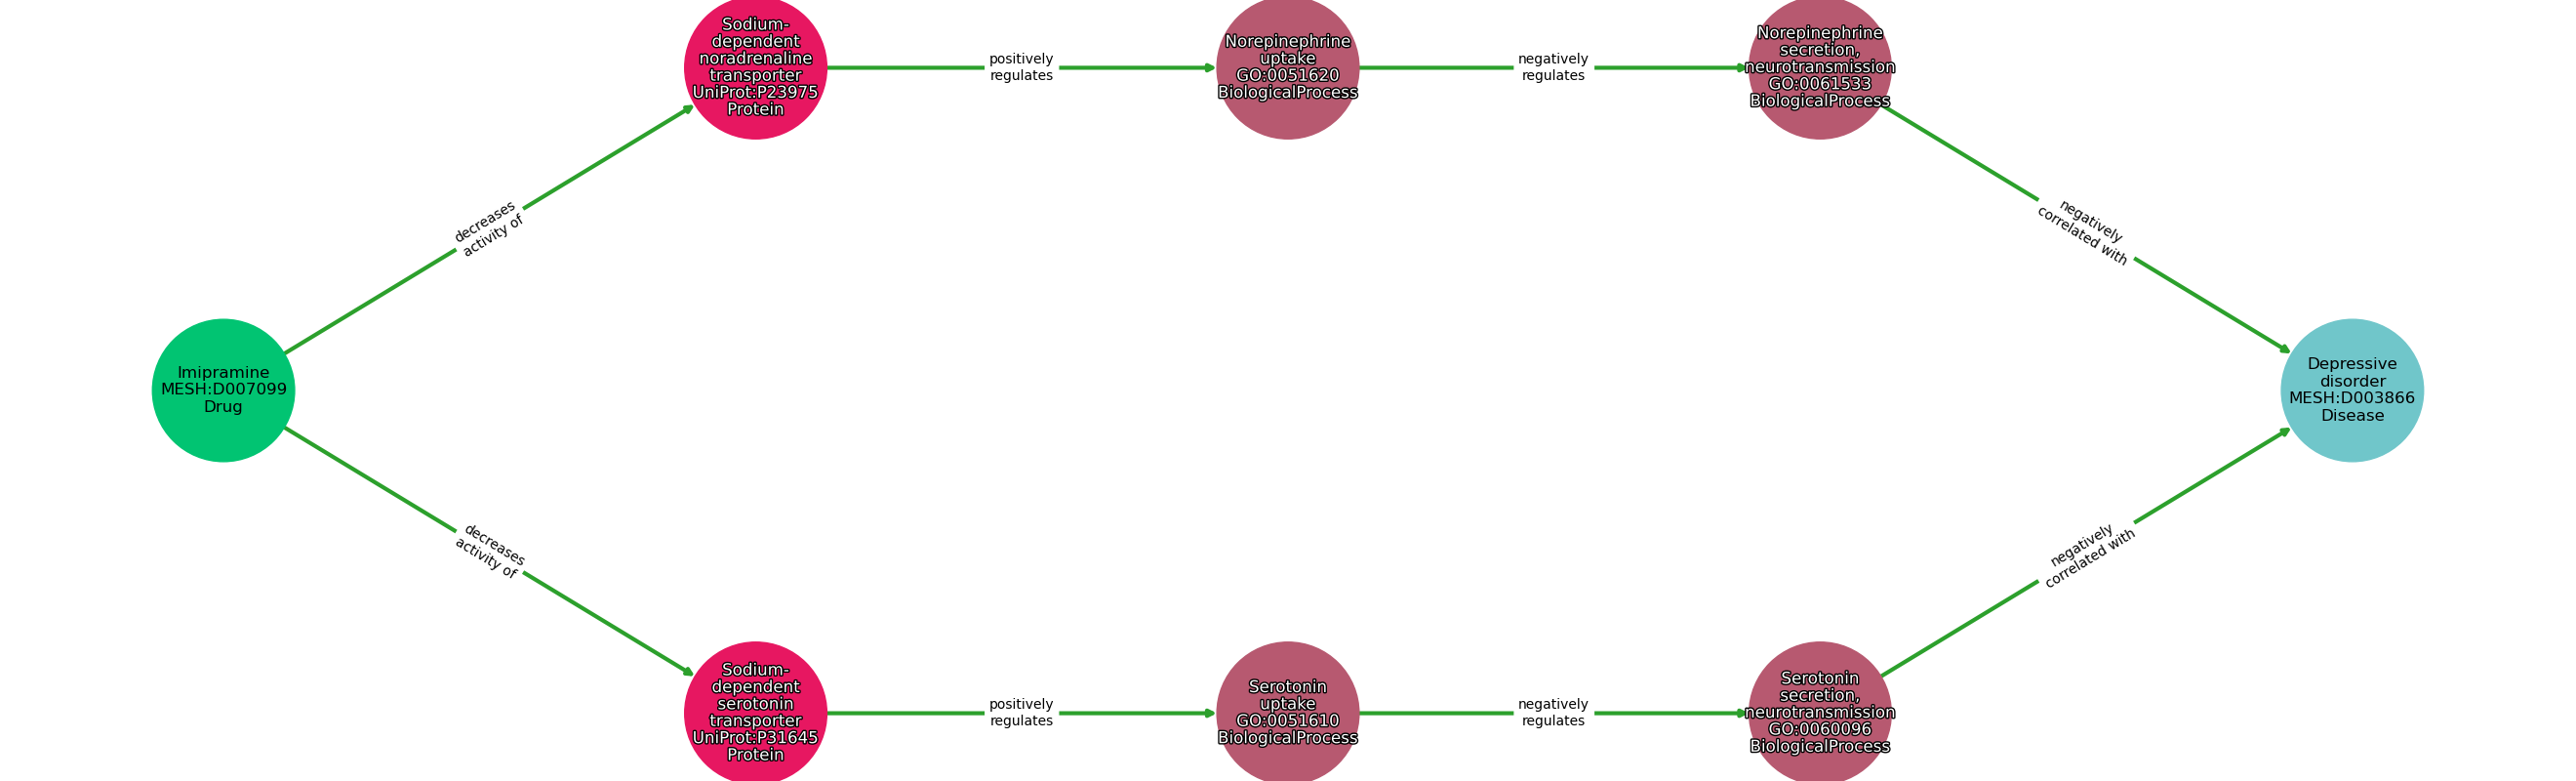 Sodium-
dependent
noradrenaline
transporter
UniProt:P23975
Protein
positively
regulates
Norepinephrine
uptake
GO:0051620
BiologicalProcess
negatively
regulates
Norepinephrine
secretion,
neurotransmission
GO:0061533
BiologicalProcess
decreases
activity of
negatively
correlated with
Imipramine
MESH:D007099
Drug
Depressive
disorder
MESH:D003866
Disease
decreases
activity of
negatively
correlated with
Sodium-
dependent
serotonin
transporter
UniProt:P31645
Protein
positively
regulates
Serotonin
uptake
GO:0051610
BiologicalProcess
negatively
regulates
Serotonin
secretion,
neurotransmission
GO:0060096
BiologicalProcess